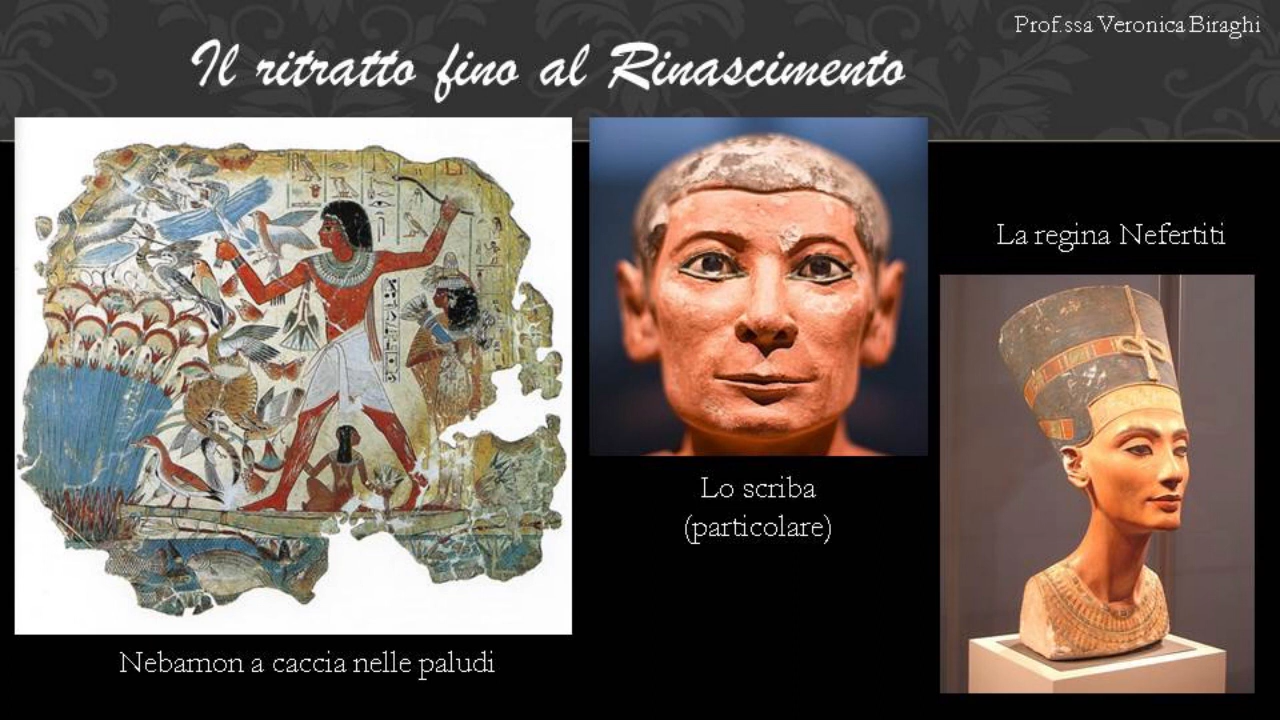 Prof.ssa Veronica Biraghi
Il ritratto fino al Rinascimento
La regina Nefertiti
Lo scriba
(particolare)
Nebamon a caccia nelle paludi